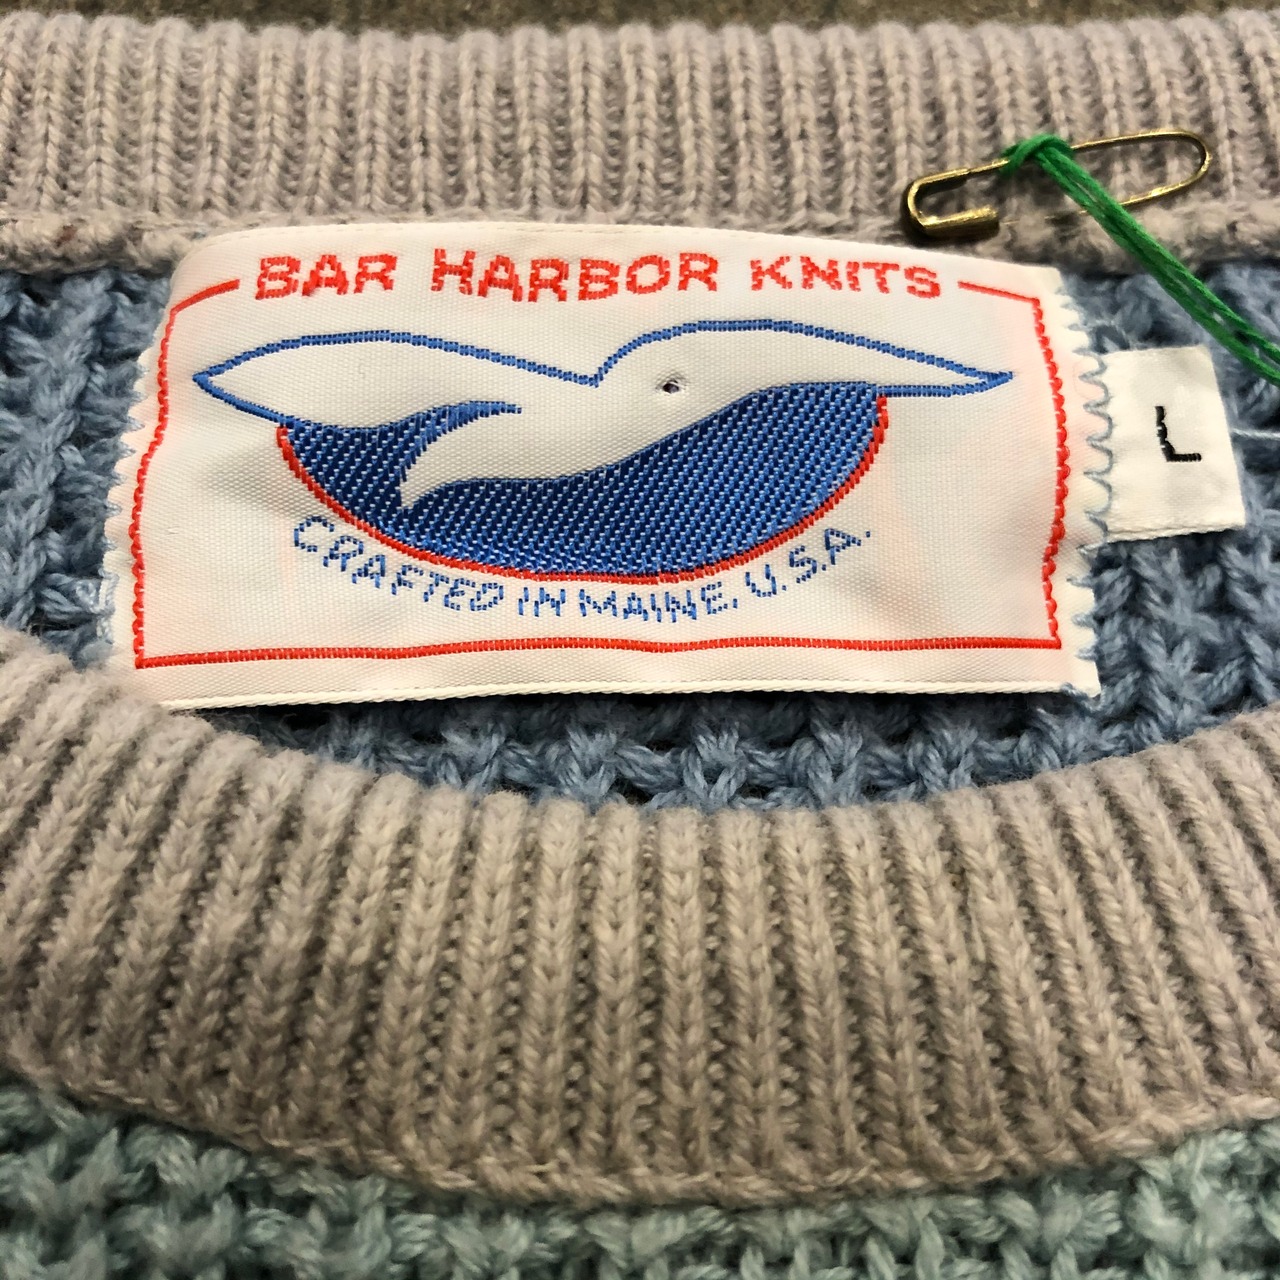 BAR HARBOR KNITS
L
CRAFTED IN MAINE, U.S.A.